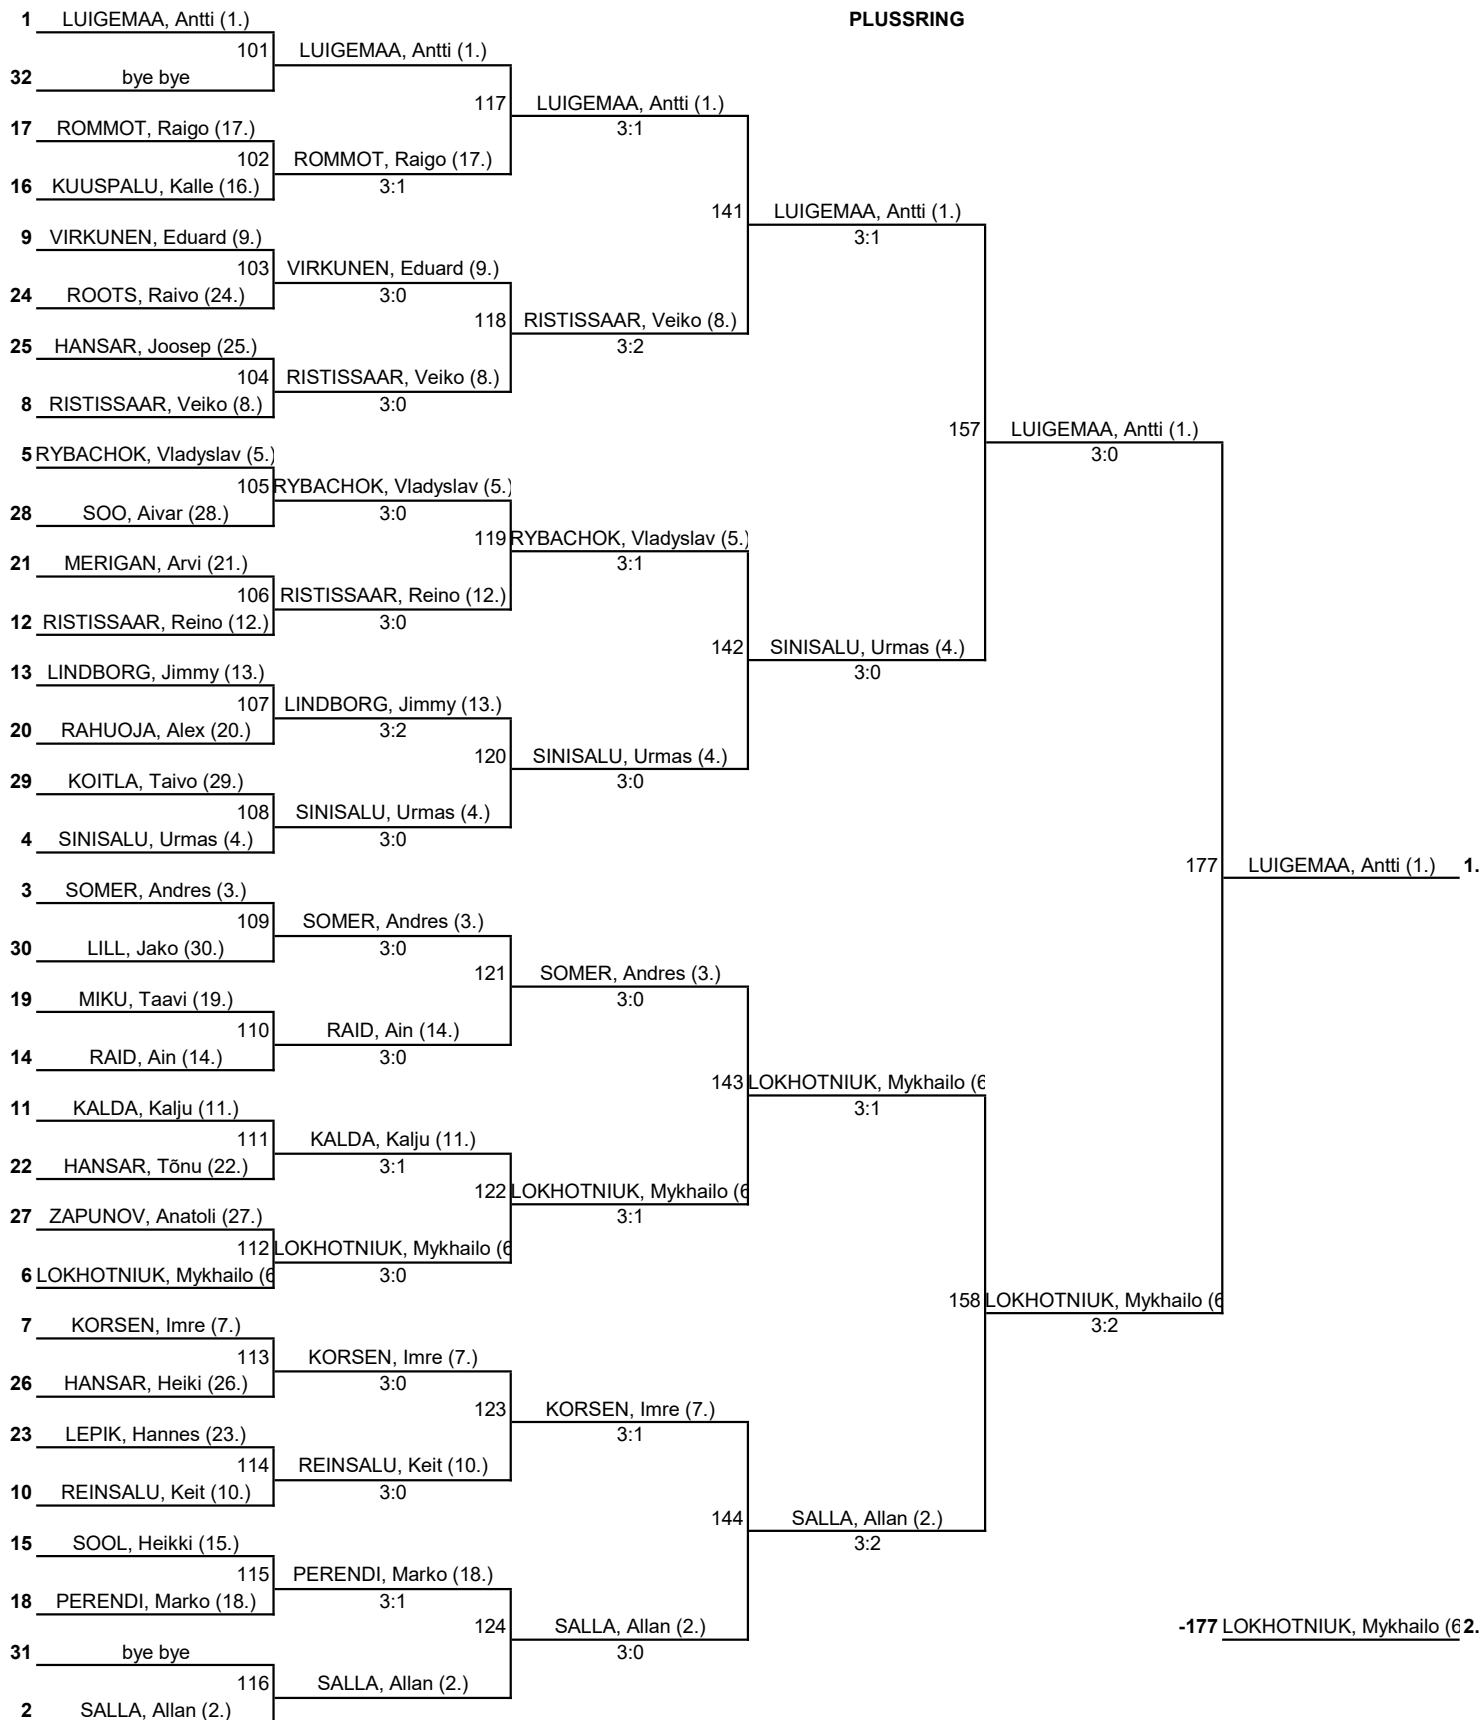 PLUSSRING
1 LUIGEMAA, Antti (1.)
101 LUIGEMAA, Antti (1.)
32 bye bye
117 LUIGEMAA, Antti (1.)
3:1
17 ROMMOT, Raigo (17.)
102 ROMMOT, Raigo (17.)
3:1
16 KUUSPALU, Kalle (16.)
141 LUIGEMAA, Antti (1.)
3:1
9 VIRKUNEN, Eduard (9.)
103 VIRKUNEN, Eduard (9.)
3:0
24 ROOTS, Raivo (24.)
118 RISTISSAAR, Veiko (8.)
3:2
25 HANSAR, Joosep (25.)
104 RISTISSAAR, Veiko (8.)
3:0
8 RISTISSAAR, Veiko (8.)
157 LUIGEMAA, Antti (1.)
3:0
5 RYBACHOK, Vladyslav (5.)
105 RYBACHOK, Vladyslav (5.)
3:0
28 SOO, Aivar (28.)
119 RYBACHOK, Vladyslav (5.)
3:1
21 MERIGAN, Arvi (21.)
106 RISTISSAAR, Reino (12.)
3:0
12 RISTISSAAR, Reino (12.)
142 SINISALU, Urmas (4.)
3:0
13 LINDBORG, Jimmy (13.)
107 LINDBORG, Jimmy (13.)
3:2
20 RAHUOJA, Alex (20.)
120 SINISALU, Urmas (4.)
3:0
29 KOITLA, Taivo (29.)
108 SINISALU, Urmas (4.)
3:0
4 SINISALU, Urmas (4.)
177 LUIGEMAA, Antti (1.) 1.
3 SOMER, Andres (3.)
109 SOMER, Andres (3.)
3:0
30 LILL, Jako (30.)
121 SOMER, Andres (3.)
3:0
19 MIKU, Taavi (19.)
110 RAID, Ain (14.)
3:0
14 RAID, Ain (14.)
143 LOKHOTNIUK, Mykhailo (6
3:1
11 KALDA, Kalju (11.)
111 KALDA, Kalju (11.)
3:1
22 HANSAR, Tõnu (22.)
122 LOKHOTNIUK, Mykhailo (6
3:1
27 ZAPUNOV, Anatoli (27.)
112 LOKHOTNIUK, Mykhailo (6
3:0
6 LOKHOTNIUK, Mykhailo (6
158 LOKHOTNIUK, Mykhailo (6
3:2
7 KORSEN, Imre (7.)
113 KORSEN, Imre (7.)
3:0
26 HANSAR, Heiki (26.)
123 KORSEN, Imre (7.)
3:1
23 LEPIK, Hannes (23.)
114 REINSALU, Keit (10.)
3:0
10 REINSALU, Keit (10.)
144 SALLA, Allan (2.)
3:2
15 SOOL, Heikki (15.)
115 PERENDI, Marko (18.)
3:1
18 PERENDI, Marko (18.)
124 SALLA, Allan (2.)
3:0
-177 LOKHOTNIUK, Mykhailo (6 2.
31 bye bye
116 SALLA, Allan (2.)
2 SALLA, Allan (2.)